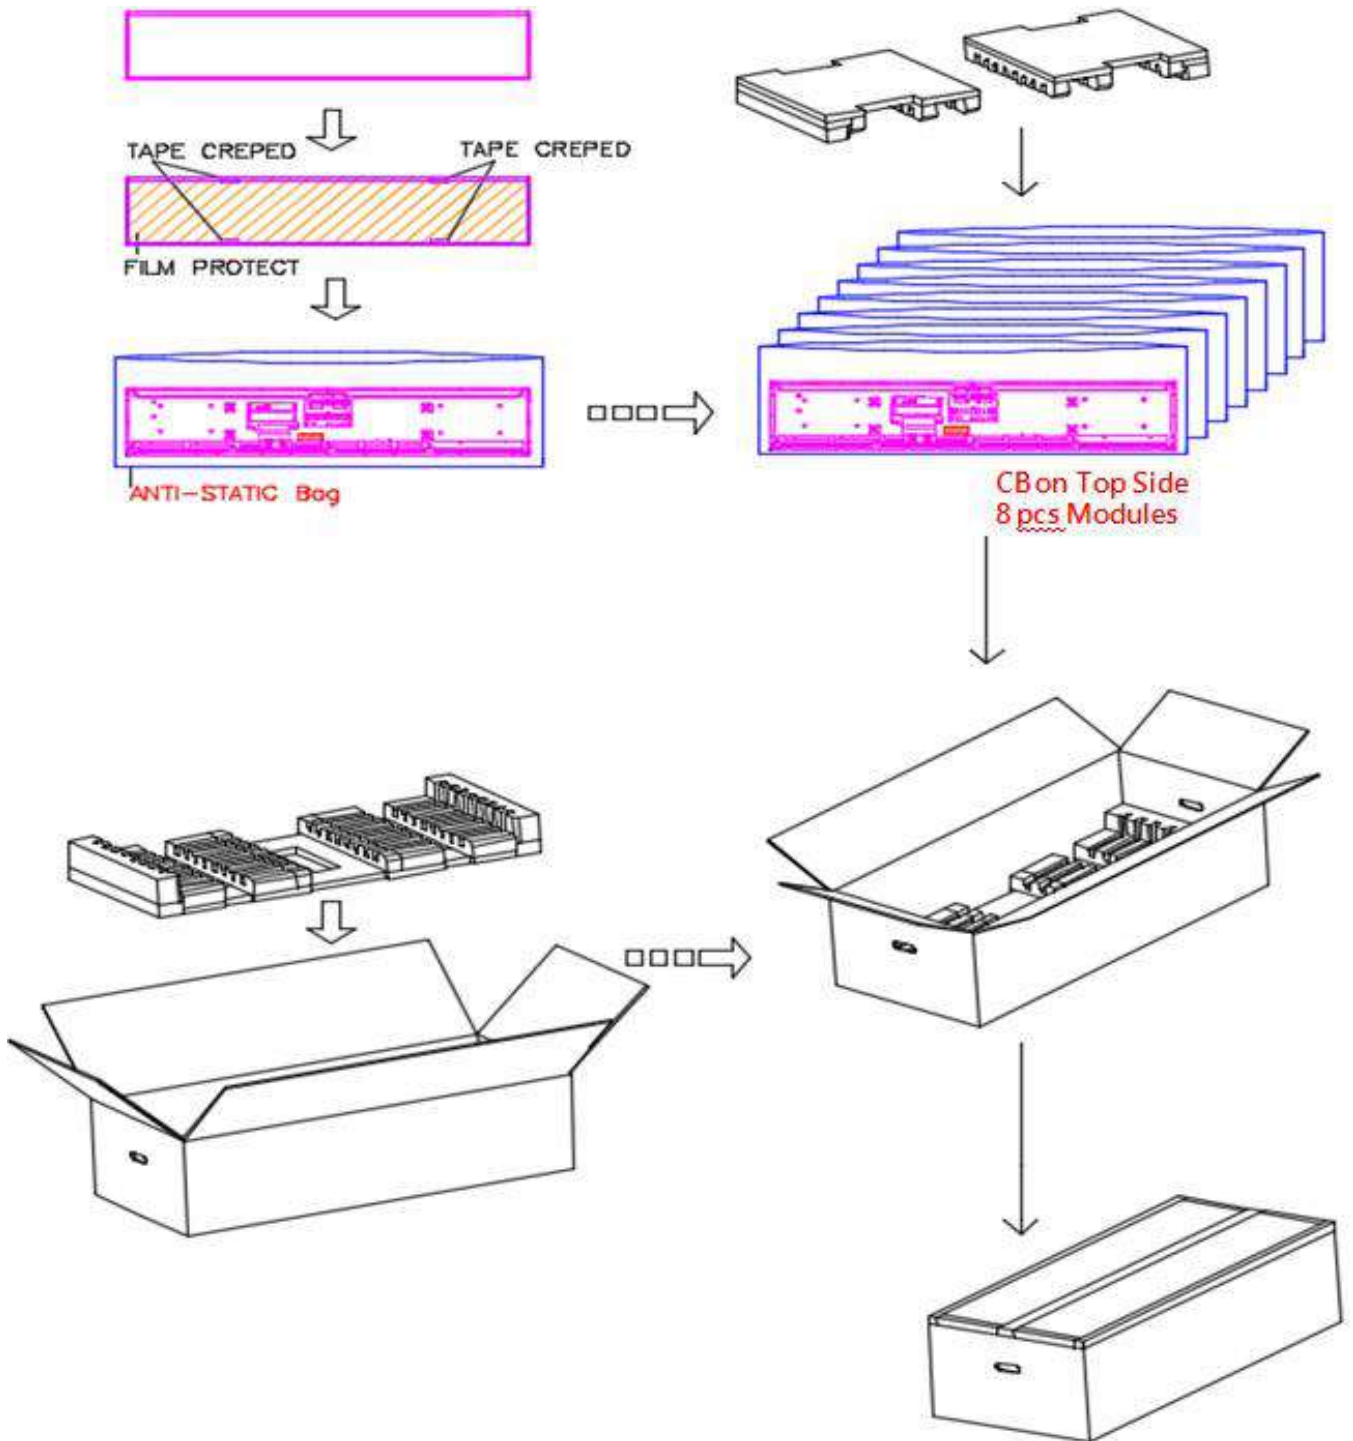 TAPE CREPED
TAPE CREPED
FILM PROTECT
ANTI-STATIC Bag
CB on Top Side
8 pcs Modules